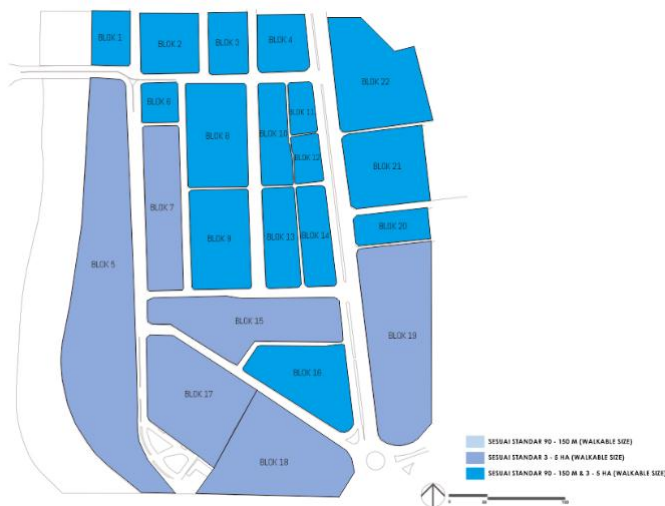 BLOK 1
BLOK 2
BLOK 3
BLOK 4
BLOK 22
BLOK 6
BLOK 8
BLOK 10
BLOK 11
BLOK 12
BLOK 21
BLOK 7
BLOK 9
BLOK 13
BLOK 14
BLOK 20
BLOK 5
BLOK 15
BLOK 19
BLOK 16
BLOK 17
BLOK 18
SESUAI STANDAR 90 - 150 M (WALKABLE SIZE)
SESUAI STANDAR 3 - 5 HA (WALKABLE SIZE)
SESUAI STANDAR 90 - 150 M & 3 - 5 HA (WALKABLE SIZE)